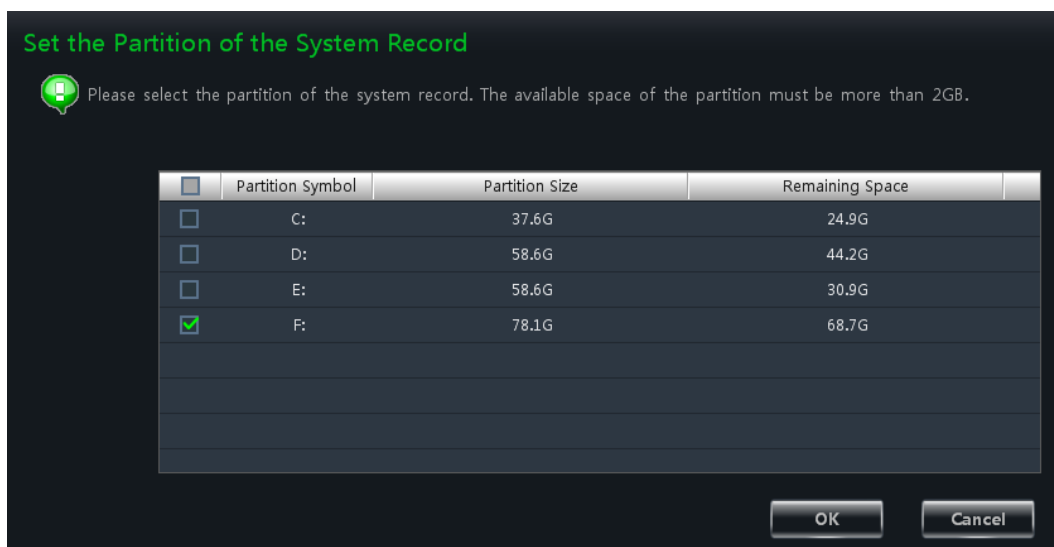 Set the Partition of the System Record
Please select the partition of the system record. The available space of the partition must be more than 2GB.
Partition Symbol Partition Size Remaining Space
C: 37.6G 24.9G
D: 58.6G 44.2G
E: 58.6G 30.9G
F: 78.1G 68.7G
OK Cancel